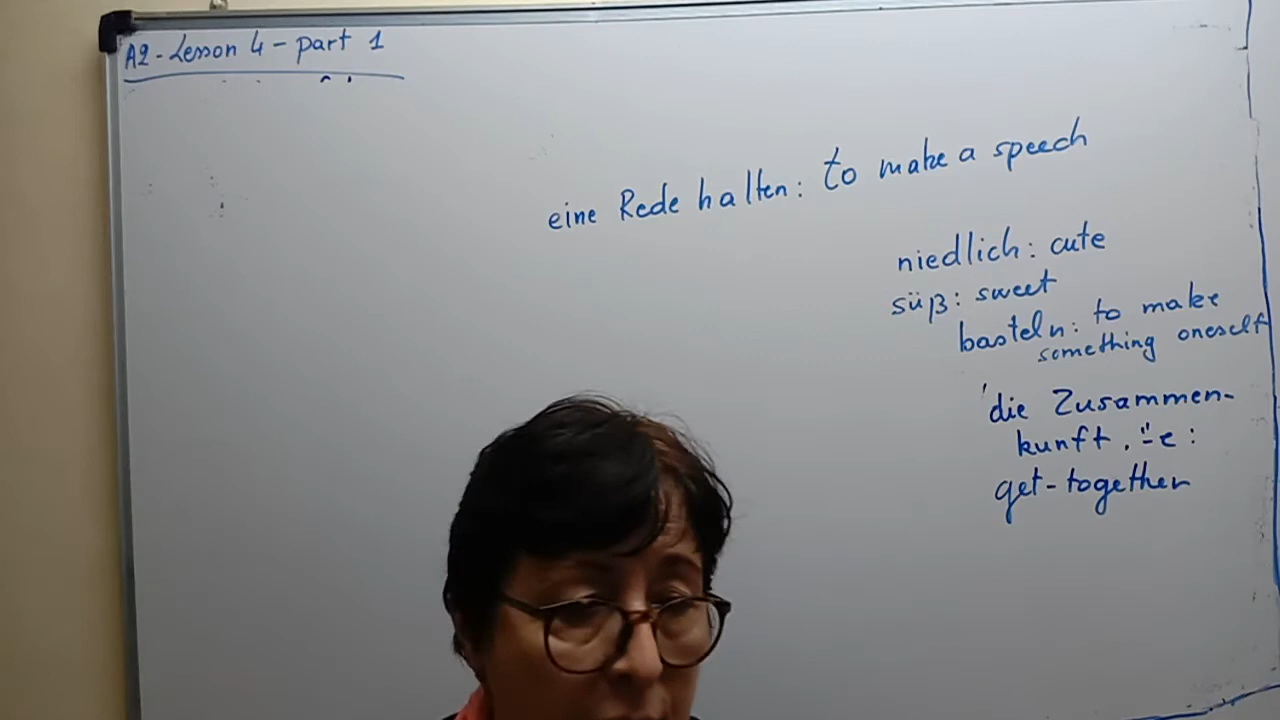 A2 - Lesson 4 - part 1
eine Rede halten: to make a speech
niedlich: cute
süß: sweet
basteln: to make
something oneself
die Zusammen-
kunft, ⸚e:
get-together